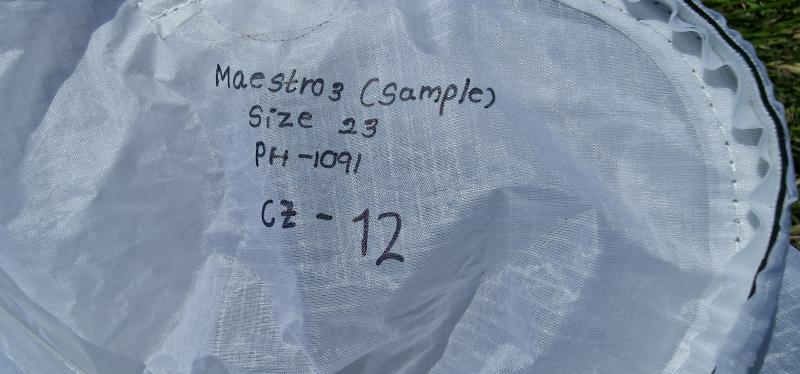 Maestro3 (Sample)
Size 23
PH-1091
CZ - 12